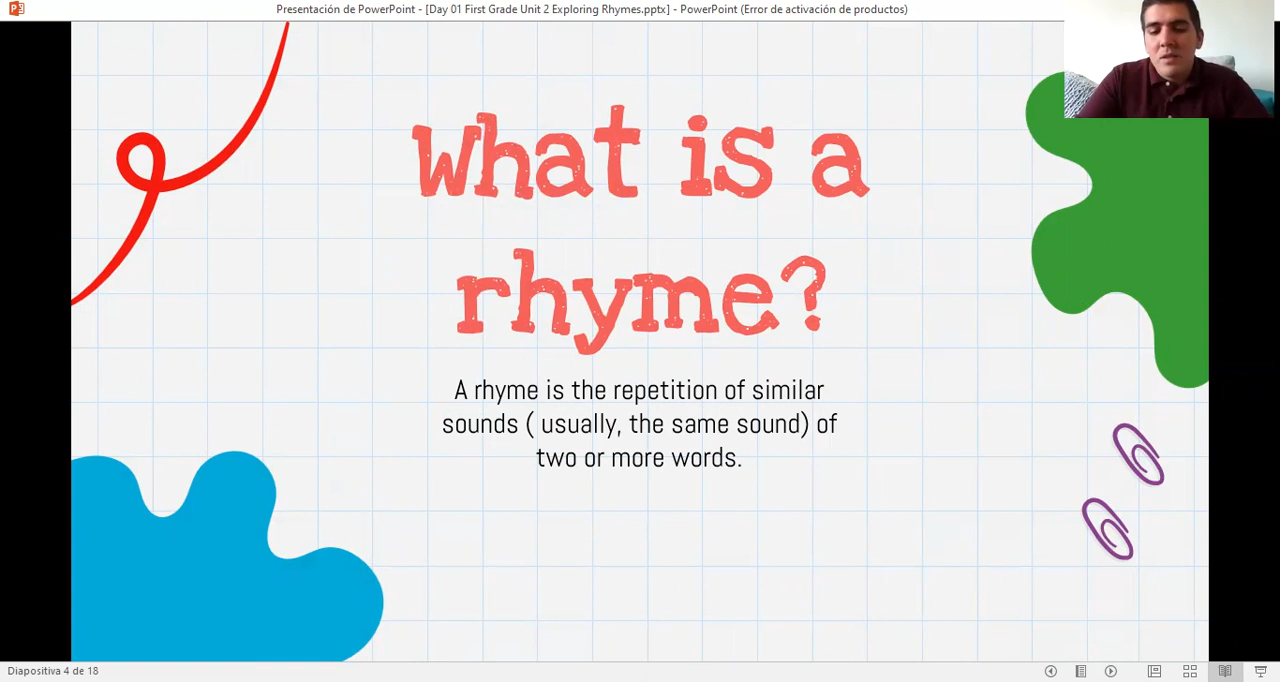 Presentación de PowerPoint - [Day 01 First Grade Unit 2 Exploring Rhymes.pptx] - PowerPoint (Error de activación de productos)
What is a
rhyme?
A rhyme is the repetition of similar
sounds ( usually, the same sound) of
two or more words.
Diapositiva 4 de 18